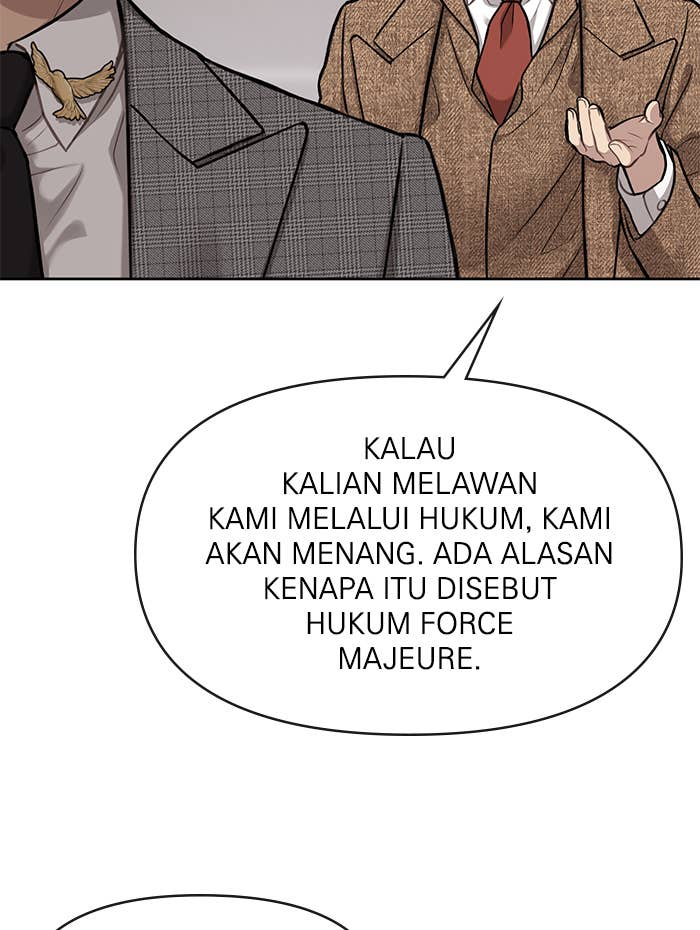 KALAU
KALIAN MELAWAN
KAMI MELALUI HUKUM, KAMI
AKAN MENANG. ADA ALASAN
KENAPA ITU DISEBUT
HUKUM FORCE
MAJEURE.